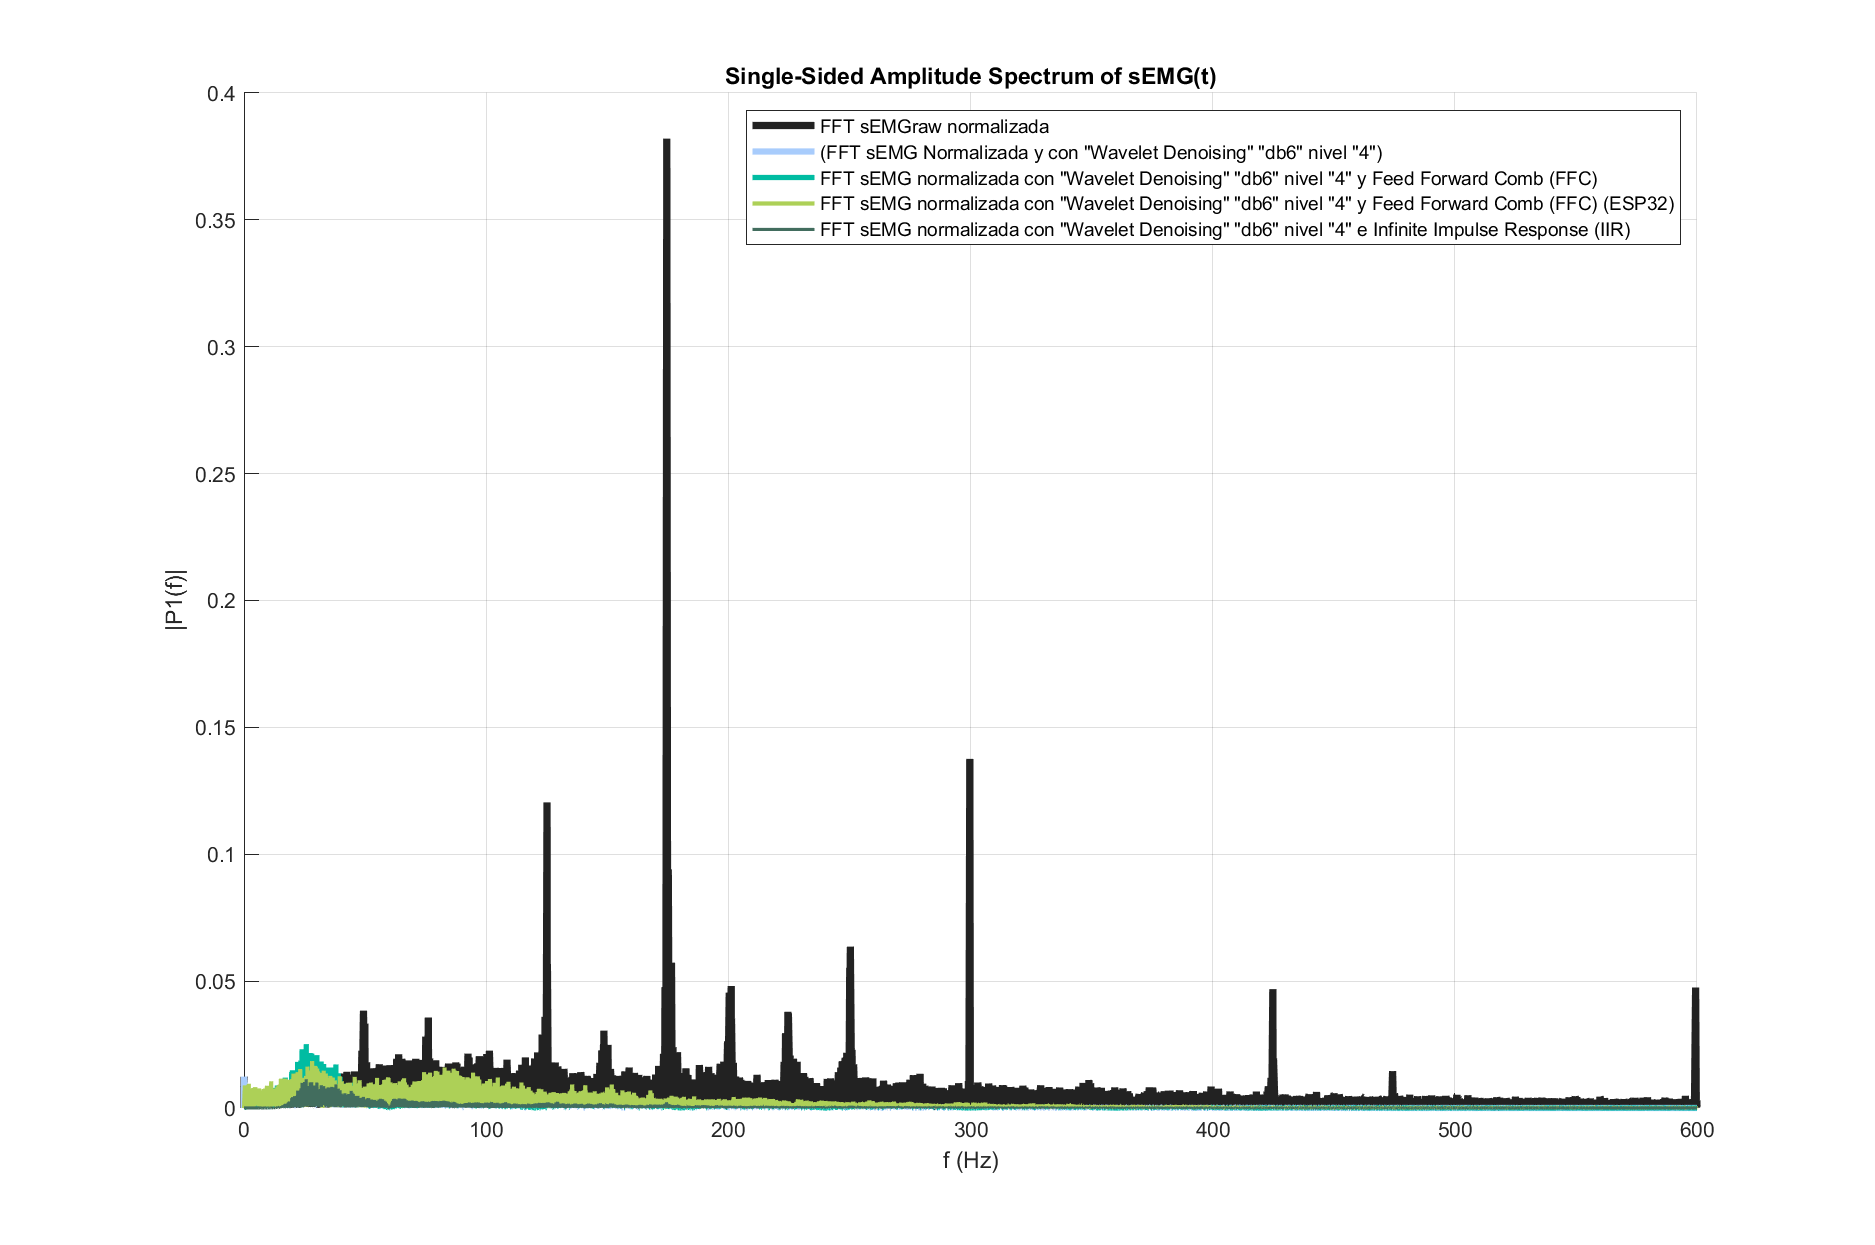 Single-Sided Amplitude Spectrum of sEMG(t)
FFT sEMGraw normalizada
(FFT sEMG Normalizada y con "Wavelet Denoising" "db6" nivel "4")
FFT sEMG normalizada con "Wavelet Denoising" "db6" nivel "4" y Feed Forward Comb (FFC)
FFT sEMG normalizada con "Wavelet Denoising" "db6" nivel "4" y Feed Forward Comb (FFC) (ESP32)
FFT sEMG normalizada con "Wavelet Denoising" "db6" nivel "4" e Infinite Impulse Response (IIR)
|P1(f)|
0.4
0.35
0.3
0.25
0.2
0.15
0.1
0.05
0
0 100 200 300 400 500 600
f (Hz)